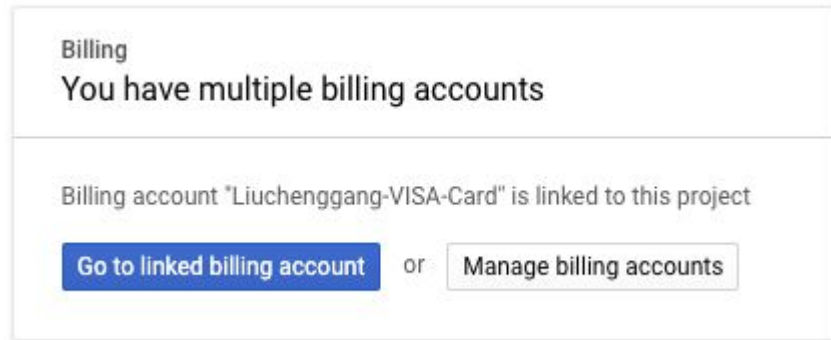 Billing
You have multiple billing accounts
Billing account "Liuchenggang-VISA-Card" is linked to this project
Go to linked billing account or Manage billing accounts